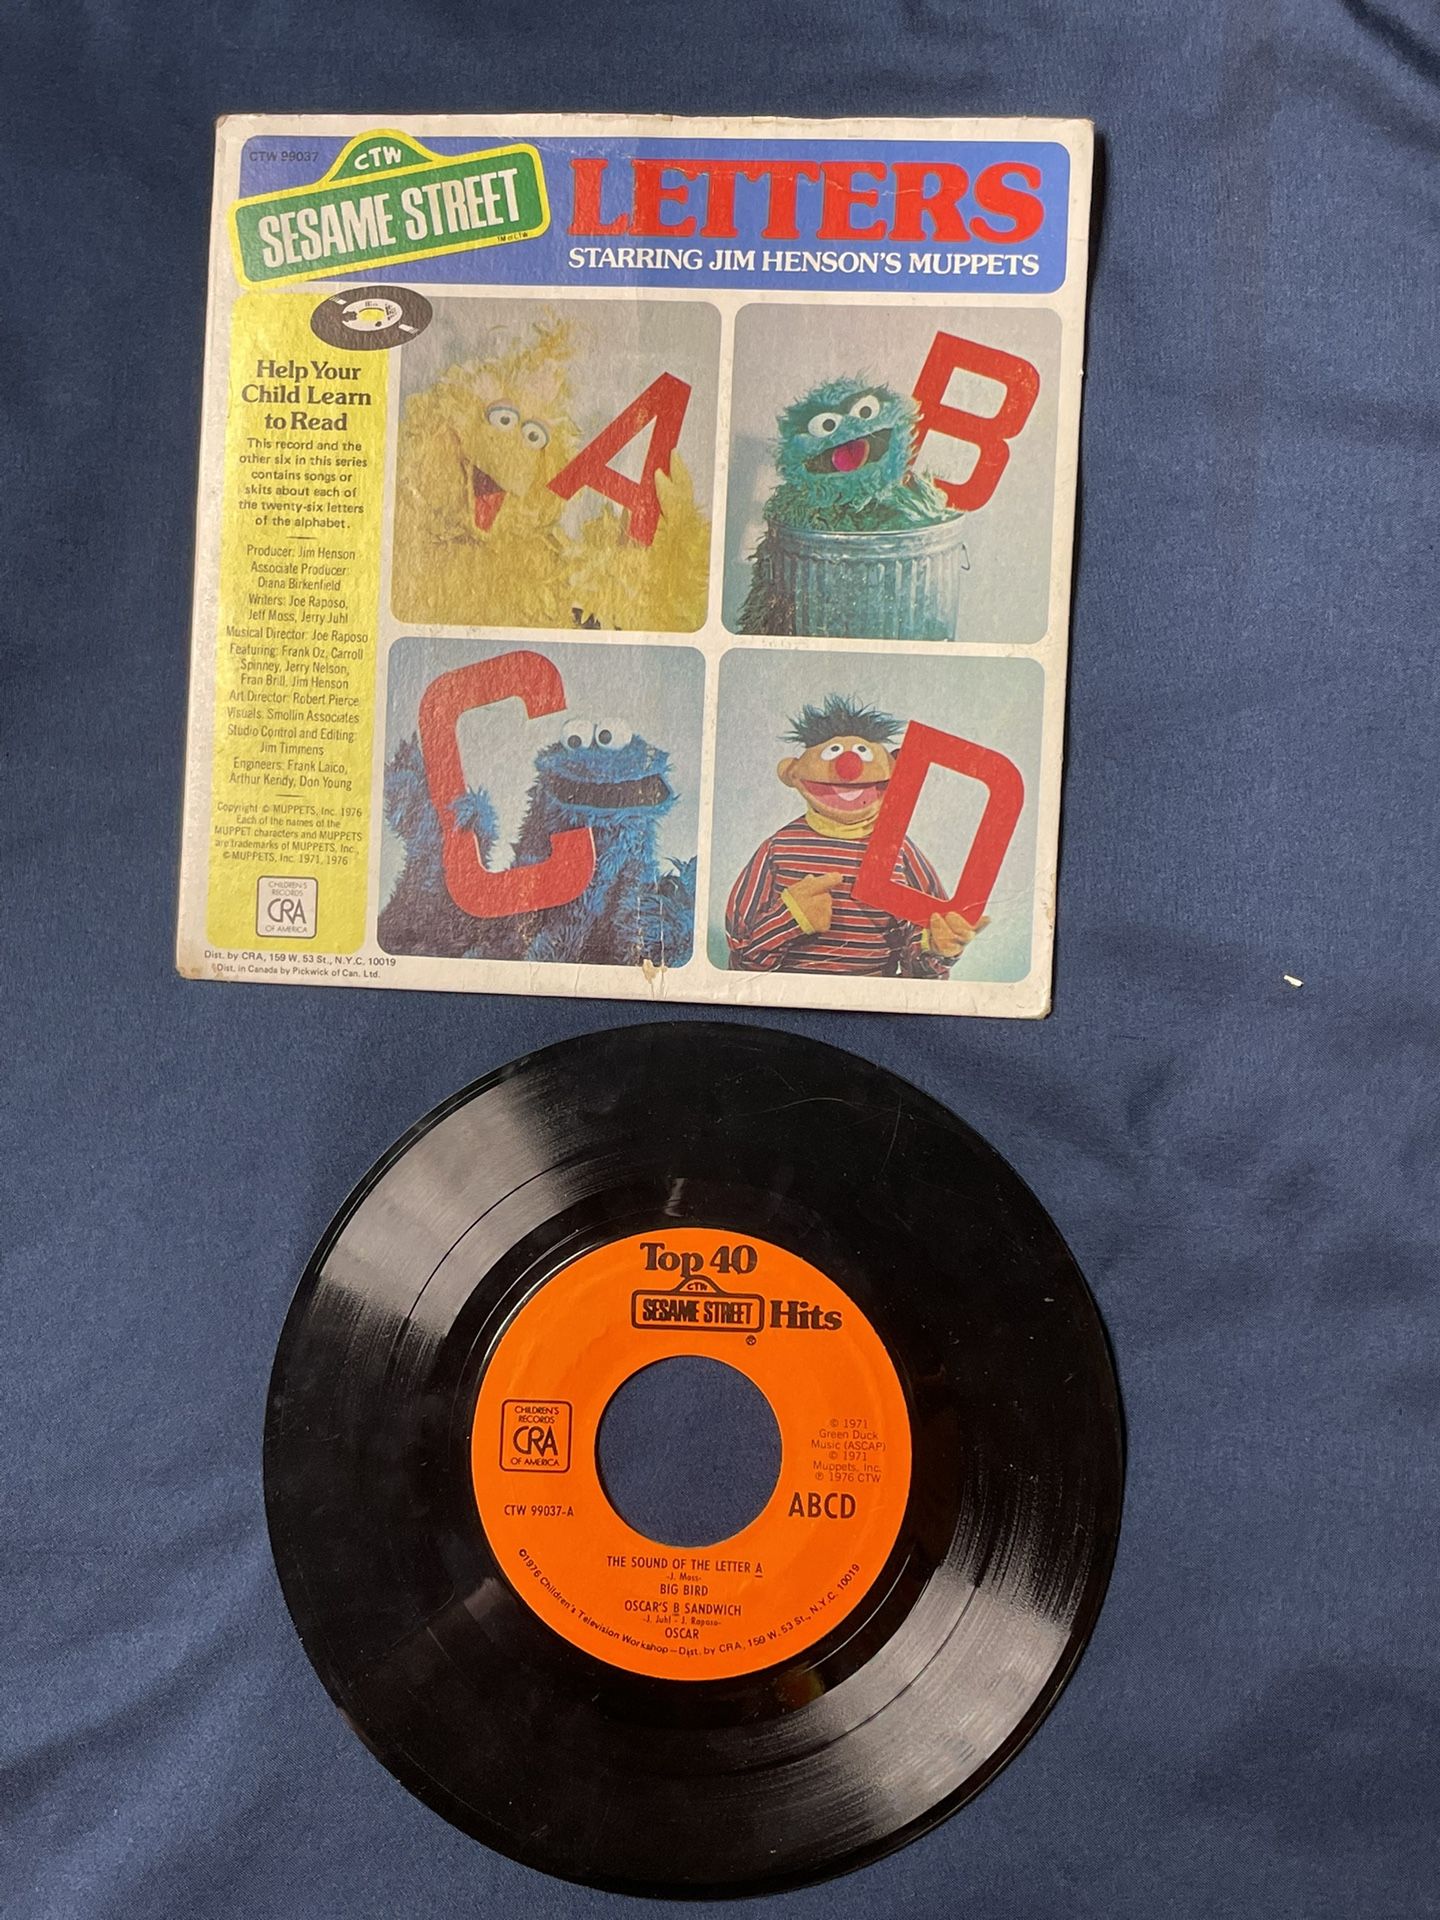 CTW 99037
CTW
SESAME STREET
TM of CTW
LETTERS
STARRING JIM HENSON'S MUPPETS
Help Your
Child Learn
to Read
This record and the
other six in this series
contains songs or
skits about each of
the twenty-six letters
of the alphabet.
Producer: Jim Henson
Associate Producer:
Diana Birkenfield
Writers: Joe Raposo,
Jeff Moss, Jerry Juhl
Musical Director: Joe Raposo
Featuring: Frank Oz, Carroll
Spinney, Jerry Nelson,
Fran Brill, Jim Henson
Art Director: Robert Pierce
Visuals: Smollin Associates
Studio Control and Editing:
Jim Timmens
Engineers: Frank Laico,
Arthur Kendy, Don Young
Copyright © MUPPETS, Inc. 1976
Each of the names of the
MUPPET characters and MUPPETS
are trademarks of MUPPETS, Inc.
© MUPPETS, Inc. 1971, 1976
CHILDREN'S
RECORDS
CRA
OF AMERICA
Dist. by CRA, 159 W. 53 St., N.Y.C. 10019
Dist. in Canada by Pickwick of Can. Ltd.
A
B
C
D
Top 40
CTW
SESAME STREET
®
Hits
CHILDREN'S
RECORDS
CRA
OF AMERICA
CTW 99037-A
© 1971
Green Duck
Music (ASCAP)
© 1971
Muppets, Inc.
℗ 1976 CTW
ABCD
THE SOUND OF THE LETTER A
-J. Moss-
BIG BIRD
OSCAR'S B SANDWICH
-J. Juhl - J. Raposo-
OSCAR
©1976 Children's Television Workshop—Dist. by CRA, 159 W. 53 St., N.Y.C. 10019